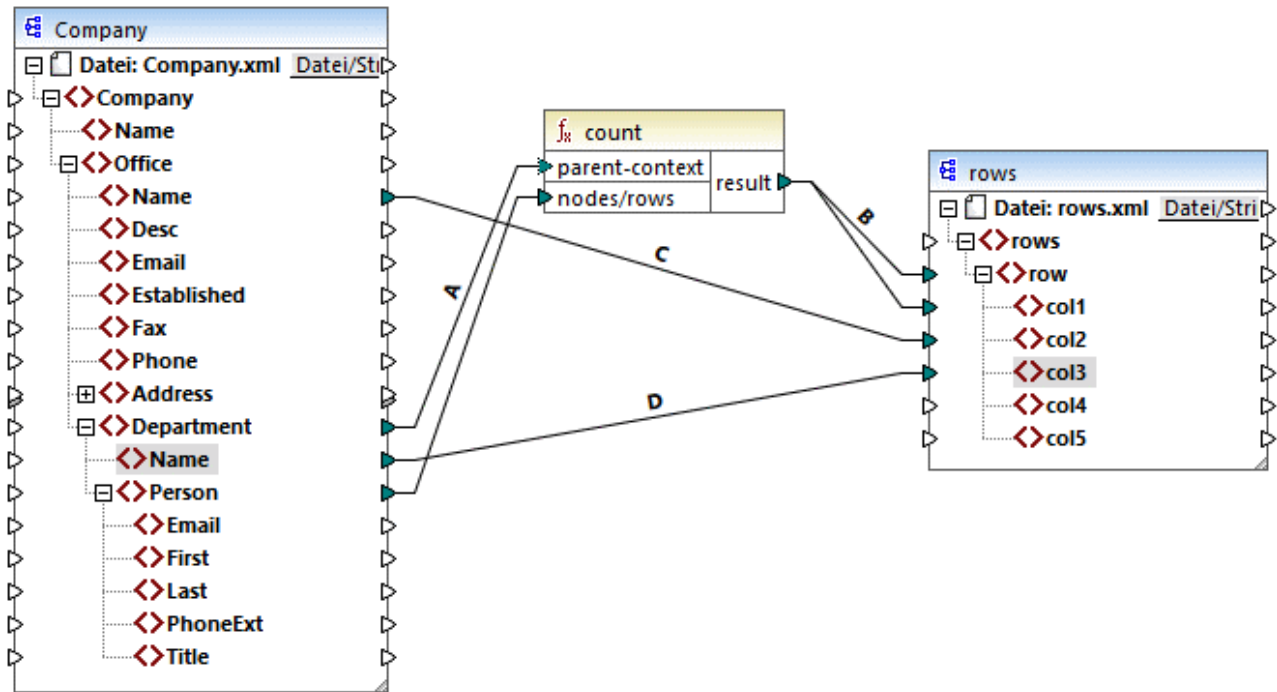 Company
Datei: Company.xml Datei/Stri
Company
Name
Office
Name
Desc
Email
Established
Fax
Phone
Address
Department
Name
Person
Email
First
Last
PhoneExt
Title
fx count
parent-context
nodes/rows
result
A
B
C
D
rows
Datei: rows.xml Datei/Stri
rows
row
col1
col2
col3
col4
col5